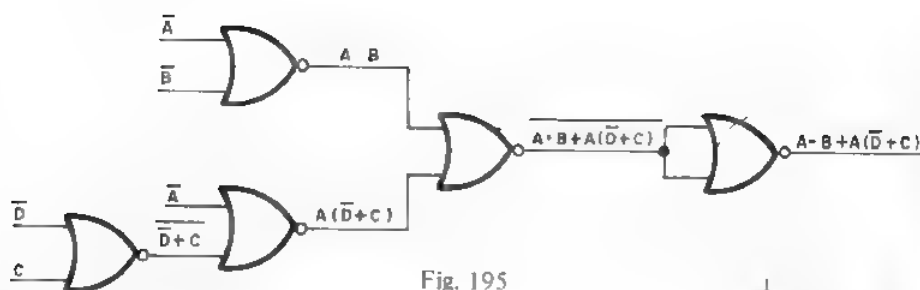 A̅
B̅
A B
A̅·̅B̅ ̅+̅ ̅A̅(̅D̅+̅C̅)̅
A·B+A(D̅+C)
A̅
D̅
D̅+̅C̅
A(D̅+C)
C
Fig. 195